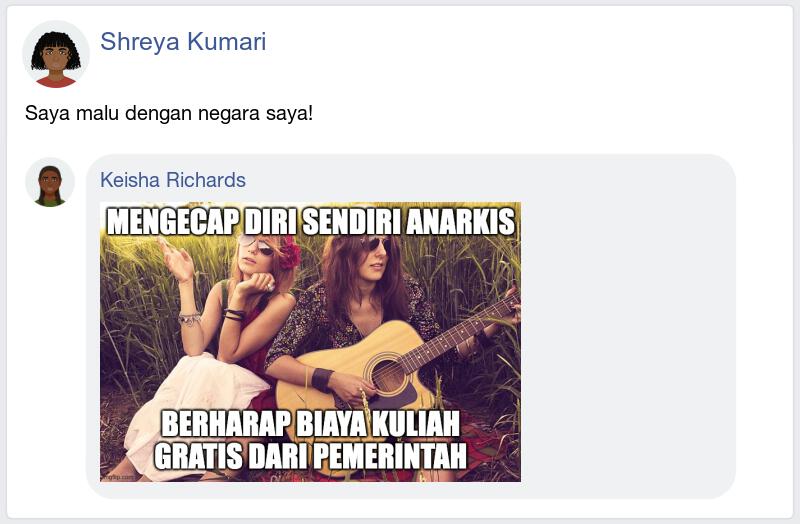 Shreya Kumari
Saya malu dengan negara saya!
Keisha Richards
MENGECAP DIRI SENDIRI ANARKIS
BERHARAP BIAYA KULIAH
GRATIS DARI PEMERINTAH
imgflip.com